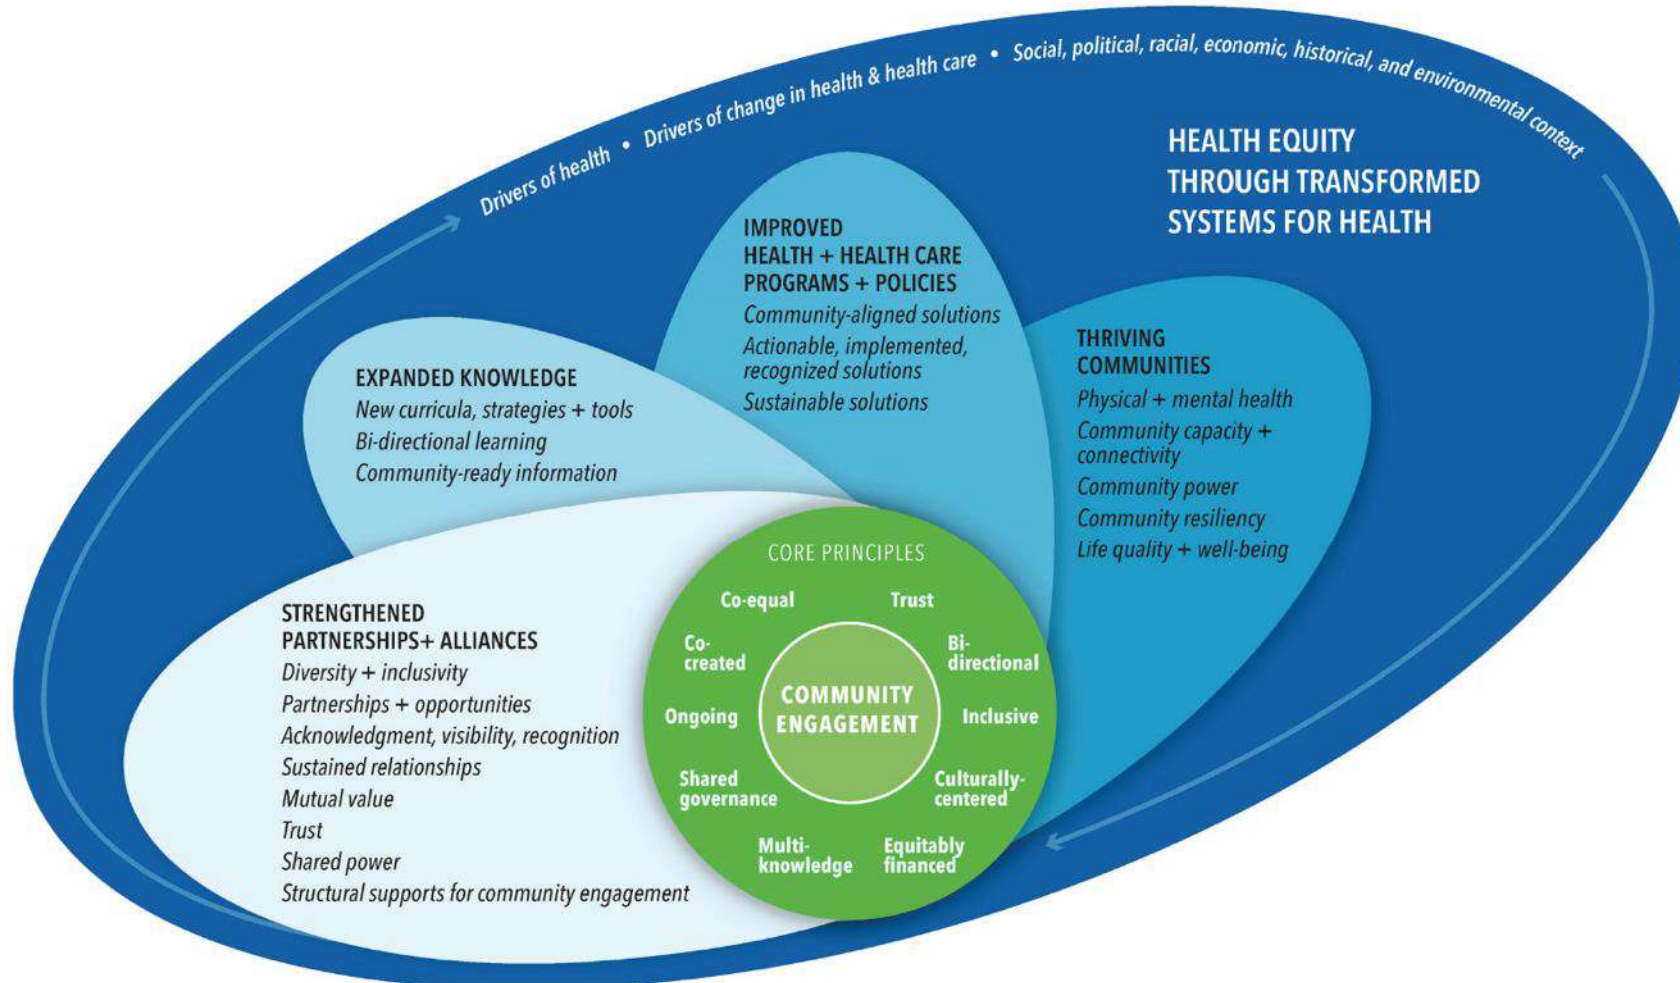 Drivers of health • Drivers of change in health & health care • Social, political, racial, economic, historical, and environmental context
HEALTH EQUITY
THROUGH TRANSFORMED
SYSTEMS FOR HEALTH
IMPROVED
HEALTH + HEALTH CARE
PROGRAMS + POLICIES
Community-aligned solutions
Actionable, implemented,
recognized solutions
Sustainable solutions
THRIVING
COMMUNITIES
Physical + mental health
Community capacity +
connectivity
Community power
Community resiliency
Life quality + well-being
EXPANDED KNOWLEDGE
New curricula, strategies + tools
Bi-directional learning
Community-ready information
STRENGTHENED
PARTNERSHIPS+ ALLIANCES
Diversity + inclusivity
Partnerships + opportunities
Acknowledgment, visibility, recognition
Sustained relationships
Mutual value
Trust
Shared power
Structural supports for community engagement
CORE PRINCIPLES
Co-equal
Trust
Co-
created
Bi-
directional
Ongoing
COMMUNITY
ENGAGEMENT
Inclusive
Shared
governance
Culturally-
centered
Multi-
knowledge
Equitably
financed